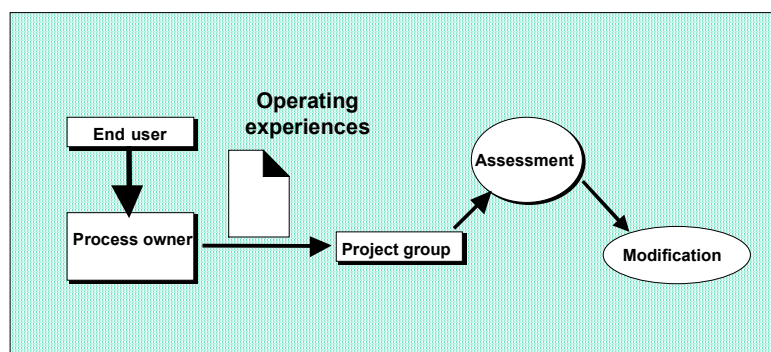 Operating
experiences
End user
Assessment
Process owner
Project group
Modification